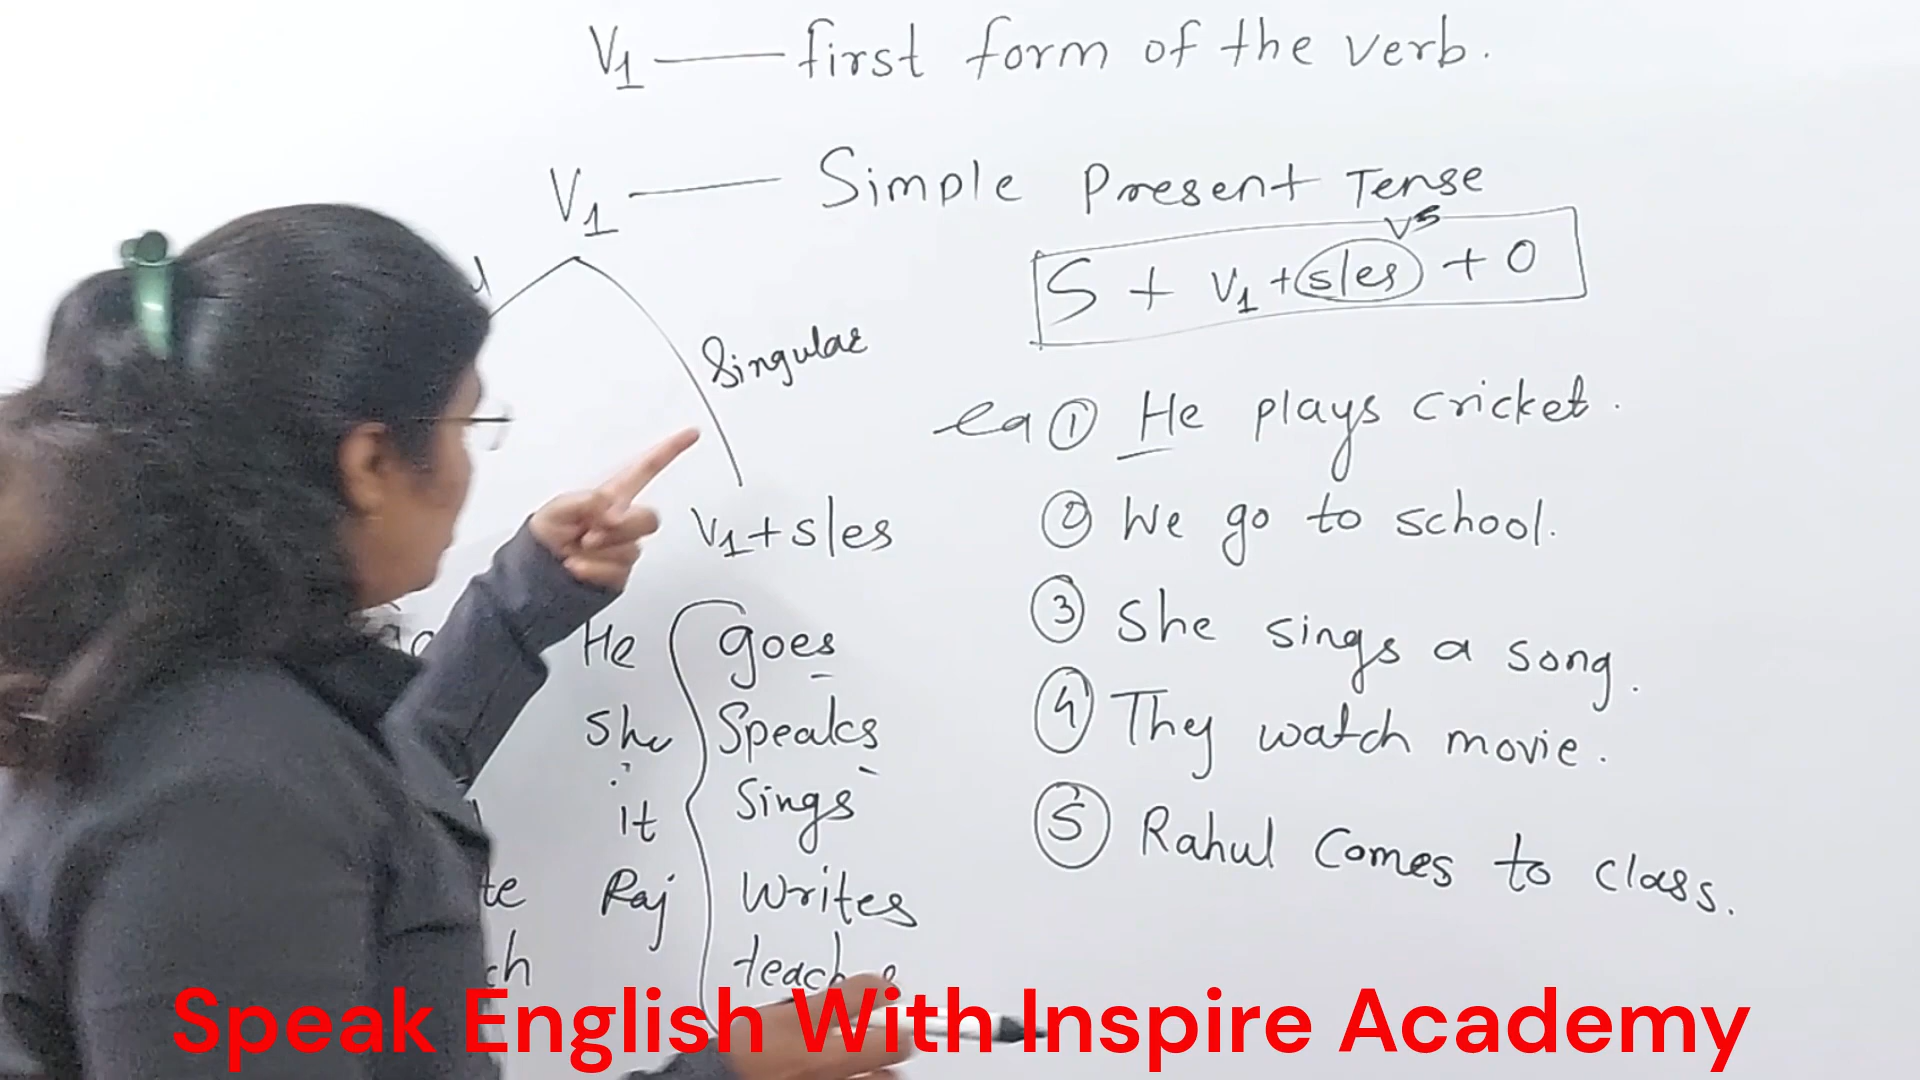 V1 — first form of the verb.
V1 — Simple Present Tense
V5
S + V1 + s/es + O
Singular
V1+s/es
eg ① He plays cricket.
② We go to school.
③ She sings a song.
④ They watch movie.
⑤ Rahul Comes to class.
He goes
She Speaks
it Sings
Raj Writes
Speak English With Inspire Academy